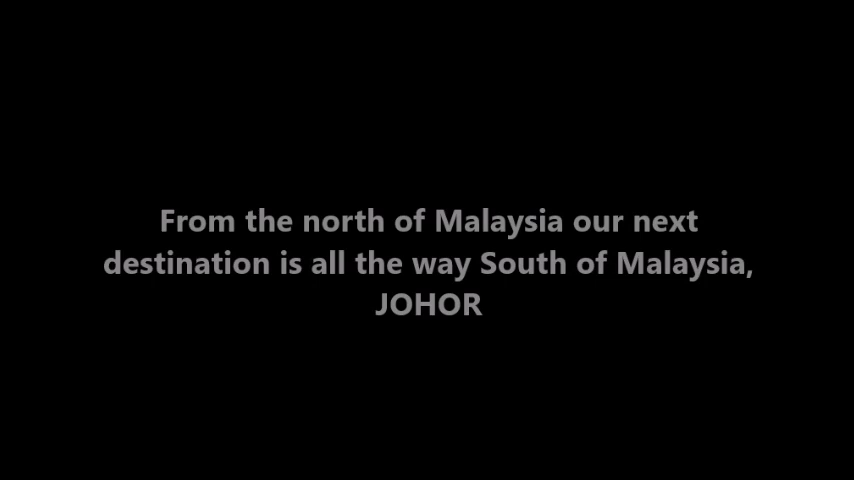 From the north of Malaysia our next
destination is all the way South of Malaysia,
JOHOR